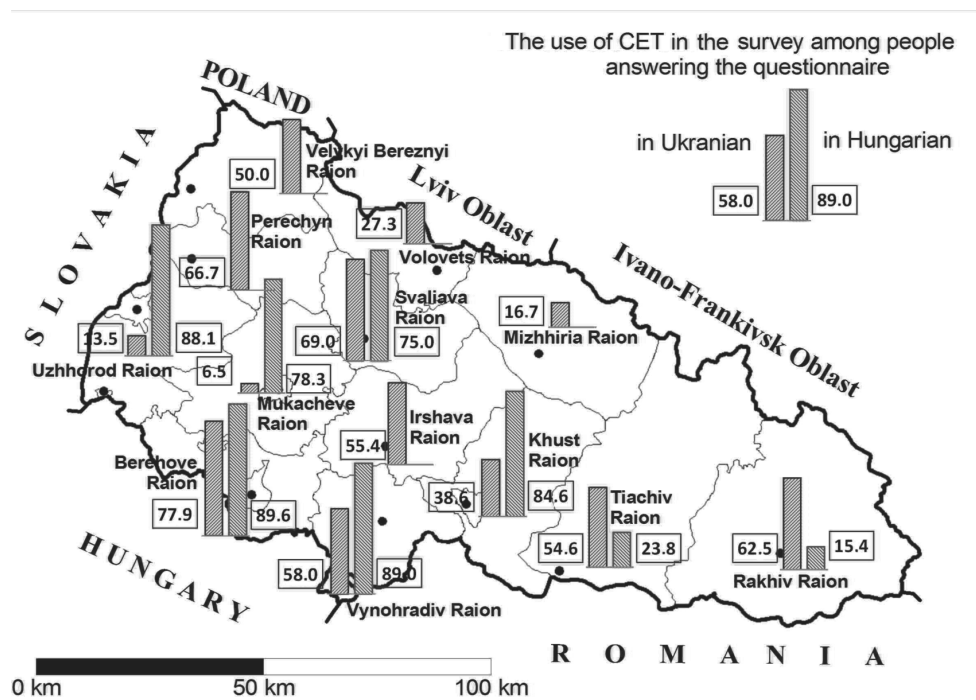 The use of CET in the survey among people
answering the questionnaire
in Ukranian
in Hungarian
58.0
89.0
POLAND
SLOVAKIA
Lviv Oblast
Ivano-Frankivsk Oblast
HUNGARY
ROMANIA
50.0
Velykyi Bereznyi
Raion
66.7
Perechyn
Raion
27.3
Volovets Raion
13.5
88.1
Uzhhorod Raion
69.0
75.0
Svaliava
Raion
16.7
Mizhhiria Raion
6.5
78.3
Mukacheve
Raion
55.4
Irshava
Raion
77.9
89.6
Berehove
Raion
38.6
84.6
Khust
Raion
58.0
89.0
Vynohradiv Raion
54.6
23.8
Tiachiv
Raion
62.5
15.4
Rakhiv Raion
0 km
50 km
100 km